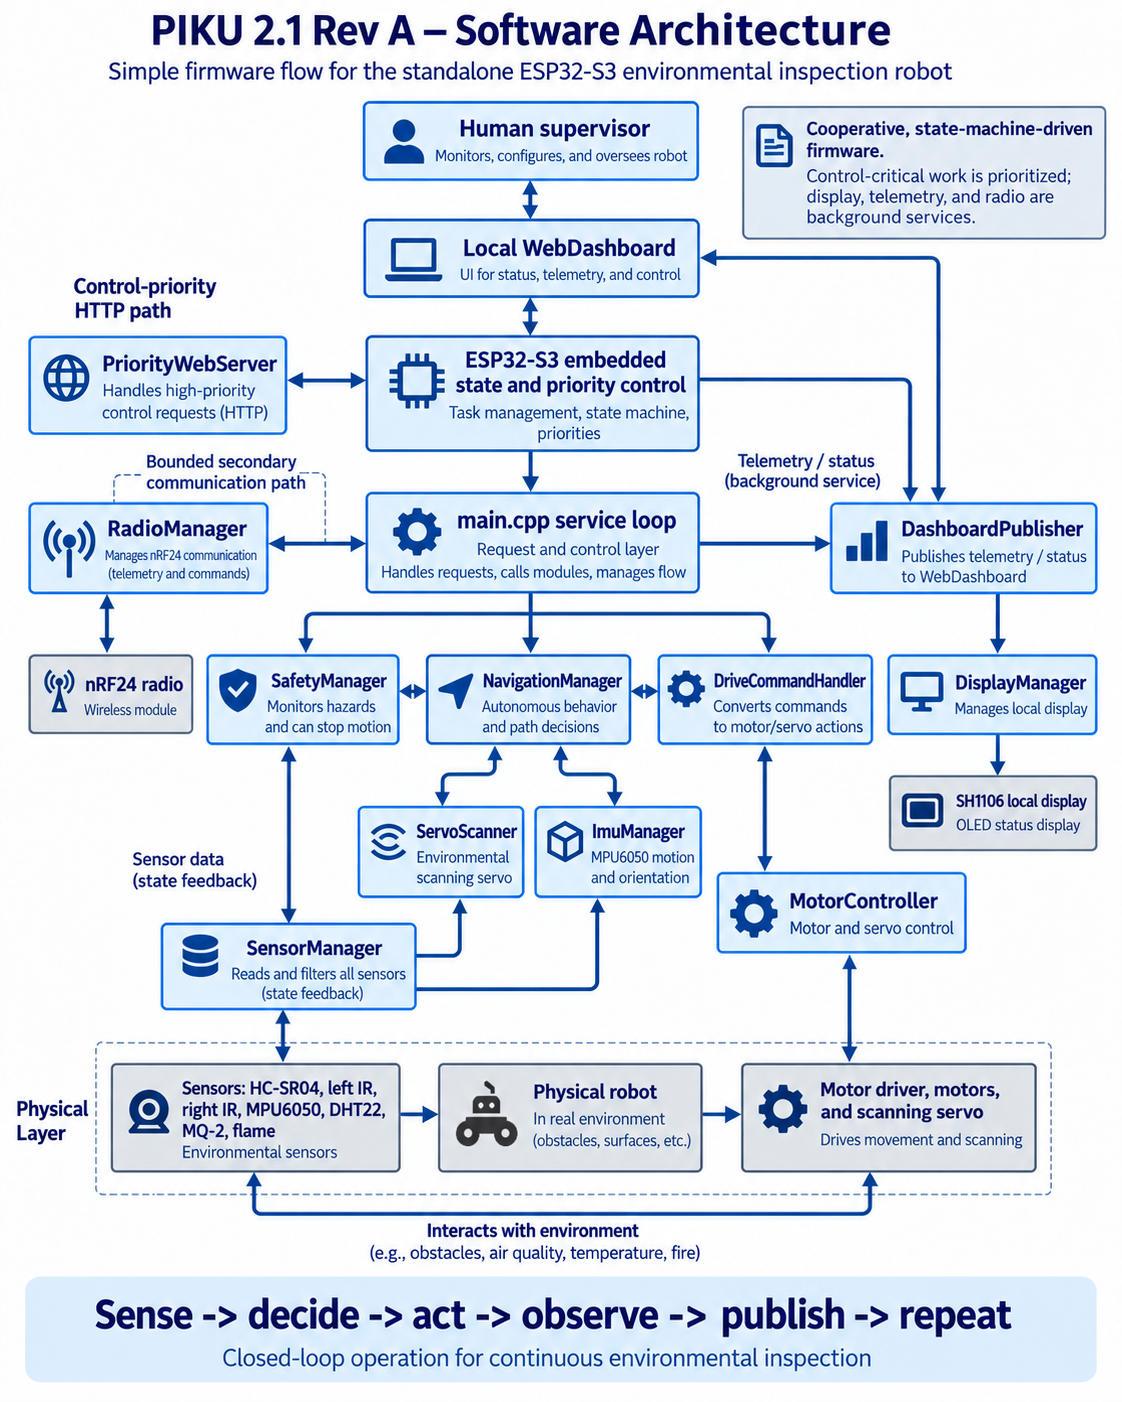 PIKU 2.1 Rev A – Software Architecture
Simple firmware flow for the standalone ESP32-S3 environmental inspection robot
Human supervisor
Monitors, configures, and oversees robot
Cooperative, state-machine-driven
firmware.
Control-critical work is prioritized;
display, telemetry, and radio are
background services.
Local WebDashboard
UI for status, telemetry, and control
Control-priority
HTTP path
PriorityWebServer
Handles high-priority
control requests (HTTP)
ESP32-S3 embedded
state and priority control
Task management, state machine,
priorities
Bounded secondary
communication path
Telemetry / status
(background service)
RadioManager
Manages nRF24 communication
(telemetry and commands)
main.cpp service loop
Request and control layer
Handles requests, calls modules, manages flow
DashboardPublisher
Publishes telemetry / status
to WebDashboard
nRF24 radio
Wireless module
SafetyManager
Monitors hazards
and can stop motion
NavigationManager
Autonomous behavior
and path decisions
DriveCommandHandler
Converts commands
to motor/servo actions
DisplayManager
Manages local display
SH1106 local display
OLED status display
ServoScanner
Environmental
scanning servo
ImuManager
MPU6050 motion
and orientation
Sensor data
(state feedback)
MotorController
Motor and servo control
SensorManager
Reads and filters all sensors
(state feedback)
Physical
Layer
Sensors: HC-SR04, left IR,
right IR, MPU6050, DHT22,
MQ-2, flame
Environmental sensors
Physical robot
In real environment
(obstacles, surfaces, etc.)
Motor driver, motors,
and scanning servo
Drives movement and scanning
Interacts with environment
(e.g., obstacles, air quality, temperature, fire)
Sense -> decide -> act -> observe -> publish -> repeat
Closed-loop operation for continuous environmental inspection